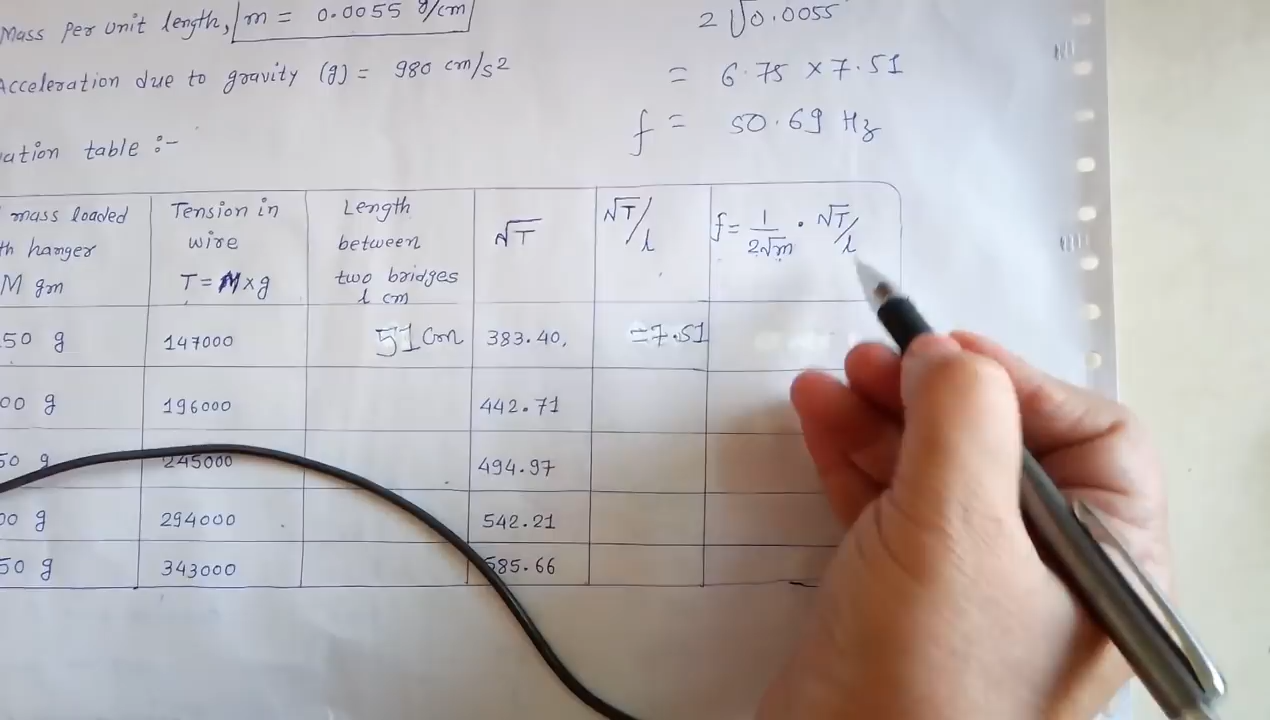 Mass per unit length, m = 0.0055 g/cm
Acceleration due to gravity (g) = 980 cm/s2
2√0.0055
= 6.75 × 7.51
f = 50.69 Hz
ation table :-
mass loaded
th hanger
M gm
Tension in
wire
T = M×g
Length
between
two bridges
l cm
√T
√T/l
f = 1/2√m · √T/l
50 g 147000 51 cm 383.40, =7.51
00 g 196000 442.71
50 g 245000 494.97
00 g 294000 542.21
50 g 343000 585.66